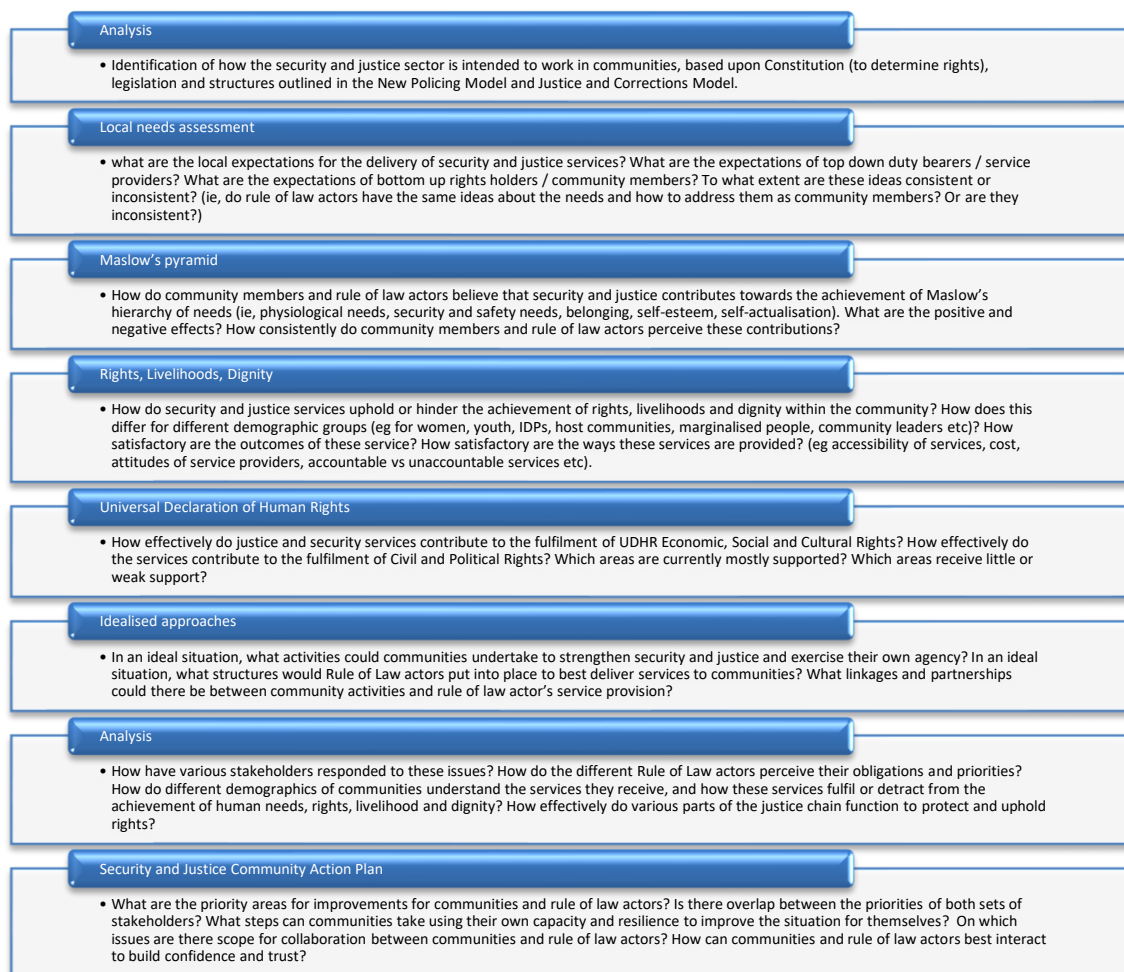 Analysis
• Identification of how the security and justice sector is intended to work in communities, based upon Constitution (to determine rights),
legislation and structures outlined in the New Policing Model and Justice and Corrections Model.
Local needs assessment
• what are the local expectations for the delivery of security and justice services? What are the expectations of top down duty bearers / service
providers? What are the expectations of bottom up rights holders / community members? To what extent are these ideas consistent or
inconsistent? (ie, do rule of law actors have the same ideas about the needs and how to address them as community members? Or are they
inconsistent?)
Maslow's pyramid
• How do community members and rule of law actors believe that security and justice contributes towards the achievement of Maslow's
hierarchy of needs (ie, physiological needs, security and safety needs, belonging, self-esteem, self-actualisation). What are the positive and
negative effects? How consistently do community members and rule of law actors perceive these contributions?
Rights, Livelihoods, Dignity
• How do security and justice services uphold or hinder the achievement of rights, livelihoods and dignity within the community? How does this
differ for different demographic groups (eg for women, youth, IDPs, host communities, marginalised people, community leaders etc)? How
satisfactory are the outcomes of these service? How satisfactory are the ways these services are provided? (eg accessibility of services, cost,
attitudes of service providers, accountable vs unaccountable services etc).
Universal Declaration of Human Rights
• How effectively do justice and security services contribute to the fulfilment of UDHR Economic, Social and Cultural Rights? How effectively do
the services contribute to the fulfilment of Civil and Political Rights? Which areas are currently mostly supported? Which areas receive little or
weak support?
Idealised approaches
• In an ideal situation, what activities could communities undertake to strengthen security and justice and exercise their own agency? In an ideal
situation, what structures would Rule of Law actors put into place to best deliver services to communities? What linkages and partnerships
could there be between community activities and rule of law actor's service provision?
Analysis
• How have various stakeholders responded to these issues? How do the different Rule of Law actors perceive their obligations and priorities?
How do different demographics of communities understand the services they receive, and how these services fulfil or detract from the
achievement of human needs, rights, livelihood and dignity? How effectively do various parts of the justice chain function to protect and uphold
rights?
Security and Justice Community Action Plan
• What are the priority areas for improvements for communities and rule of law actors? Is there overlap between the priorities of both sets of
stakeholders? What steps can communities take using their own capacity and resilience to improve the situation for themselves? On which
issues are there scope for collaboration between communities and rule of law actors? How can communities and rule of law actors best interact
to build confidence and trust?